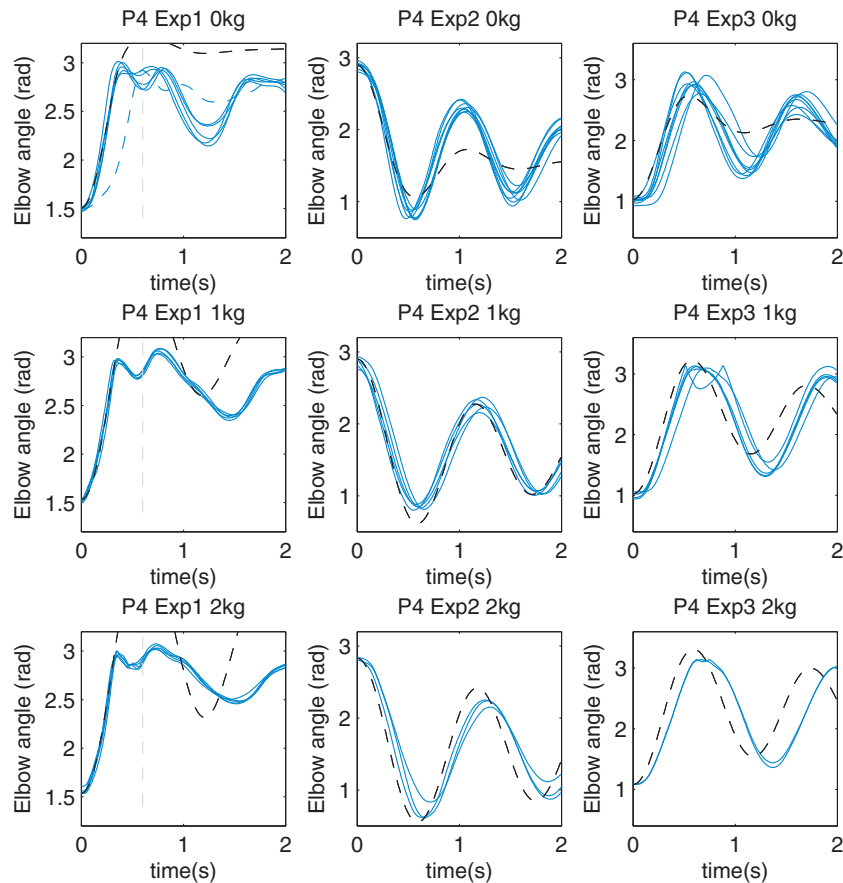 P4 Exp1 0kg
P4 Exp2 0kg
P4 Exp3 0kg
Elbow angle (rad)
3
2.5
2
1.5
0
1
2
time(s)
Elbow angle (rad)
3
2
1
0
1
2
time(s)
Elbow angle (rad)
4
3
2
1
0
1
2
time(s)
P4 Exp1 1kg
P4 Exp2 1kg
P4 Exp3 1kg
Elbow angle (rad)
3
2.5
2
1.5
0
1
2
time(s)
Elbow angle (rad)
3
2
1
0
1
2
time(s)
Elbow angle (rad)
4
3
2
1
0
1
2
time(s)
P4 Exp1 2kg
P4 Exp2 2kg
P4 Exp3 2kg
Elbow angle (rad)
3
2.5
2
1.5
0
1
2
time(s)
Elbow angle (rad)
3
2
1
0
1
2
time(s)
Elbow angle (rad)
4
3
2
1
0
1
2
time(s)